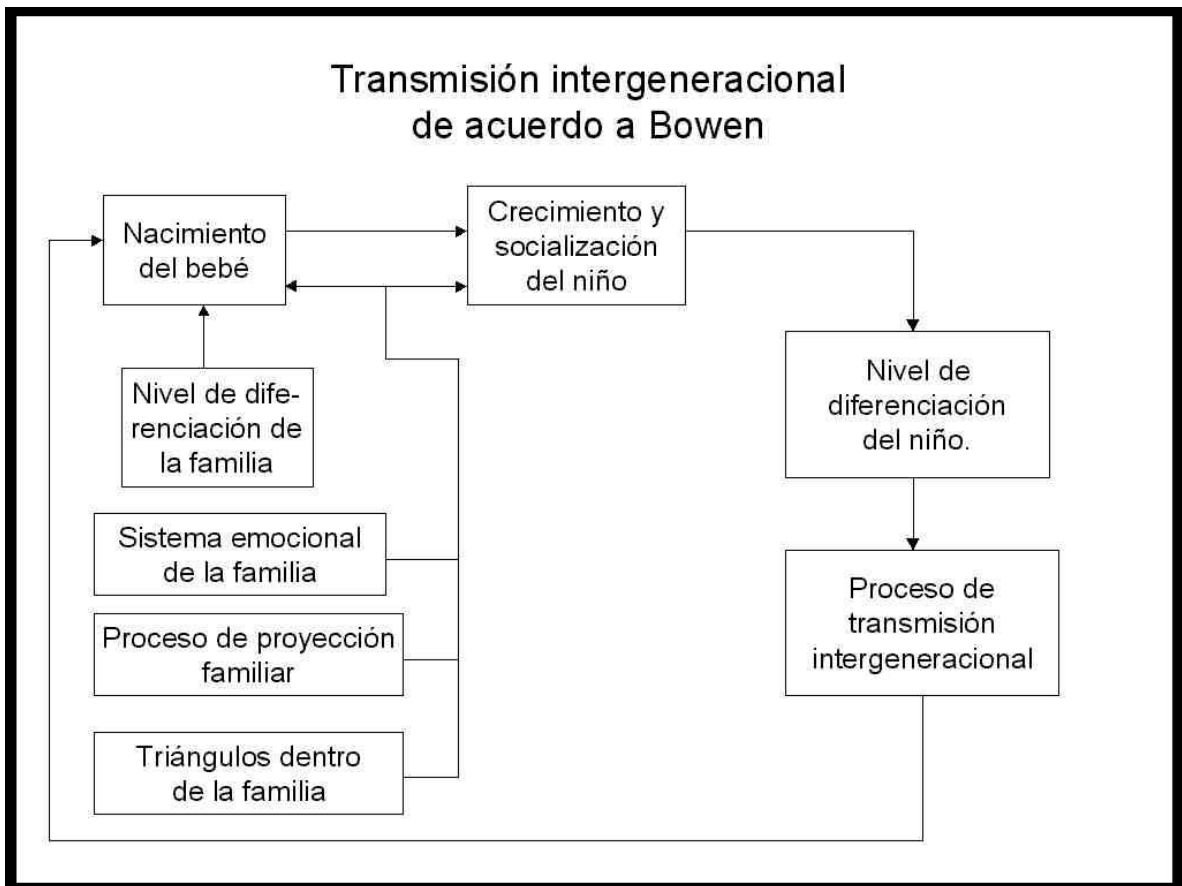 Transmisión intergeneracional
de acuerdo a Bowen
Nacimiento
del bebé
Crecimiento y
socialización
del niño
Nivel de dife-
renciación de
la familia
Nivel de
diferenciación
del niño.
Sistema emocional
de la familia
Proceso de proyección
familiar
Proceso de
transmisión
intergeneracional
Triángulos dentro
de la familia